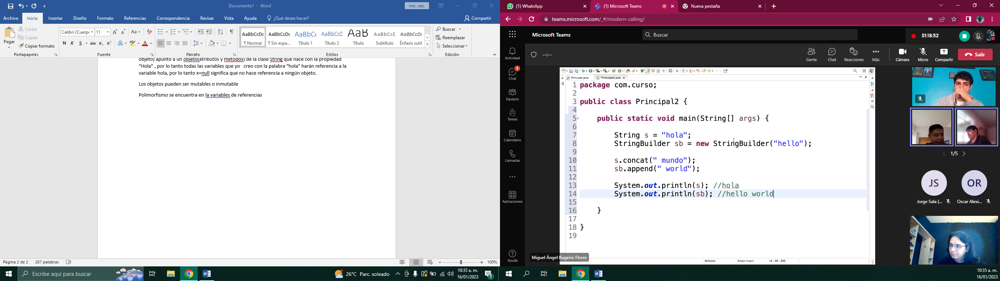 Documento1 - Word
Inic. ses.
Archivo Inicio Insertar Diseño Formato Referencias Correspondencia Revisar Vista Ayuda ¿Qué desea hacer? Compartir
Pegar
Cortar
Copiar
Copiar formato
Portapapeles
Calibri (Cuerpo 11
N K S abc x₂ x²
Fuente
Párrafo
AaBbCcDc AaBbCcDc AaBbCc AaBbCcE AaB AaBbCcD AaBbCcDc
¶ Normal ¶ Sin espa... Título 1 Título 2 Título Subtítulo Énfasis sutil
Estilos
Buscar
Reemplazar
Seleccionar
Edición
objeto) apunto a un objeto(atributos y metodos) de la clase String que hace con la propiedad
“Hola” , por lo tanto todas las variables que yo creo con la palabra “hola” harán referencia a la
variable hola, por lo tanto x=null significa que no hace referencia a ningún objeto.
Los objetos pueden ser mutables o inmutable
Polimorfismo se encuentra en la variables de referencias
Página 2 de 2 267 palabras
100%
Escribe aquí para buscar
26°C Parc. soleado
10:35 a. m.
16/01/2023
3
(1) WhatsApp
(1) Microsoft Teams
Nueva pestaña
teams.microsoft.com/_#/modern-calling/
Microsoft Teams
Buscar
01:18:52
--:--
Gente Chat Reacciones Más Cámara Micro Compartir Salir
Actividad
1
Chat
Equipos
Tareas
Calendario
Llamadas
Aplicaciones
Ayuda
Principal.java *Principal2.java
1 package com.curso;
2
3 public class Principal2 {
4
5 public static void main(String[] args) {
6
7 String s = "hola";
8 StringBuilder sb = new StringBuilder("hello");
9
10 s.concat(" mundo");
11 sb.append(" world");
12
13 System.out.println(s); //hola
14 System.out.println(sb); //hello world
15
16 }
17
18 }
19
Miguel Ángel Rugerio Flores
Writable Smart Insert 14 : 46 : 285
1/5
JS
OR
Jorge Sala (...
Oscar Alexi...
10:35 a. m.
16/01/2023